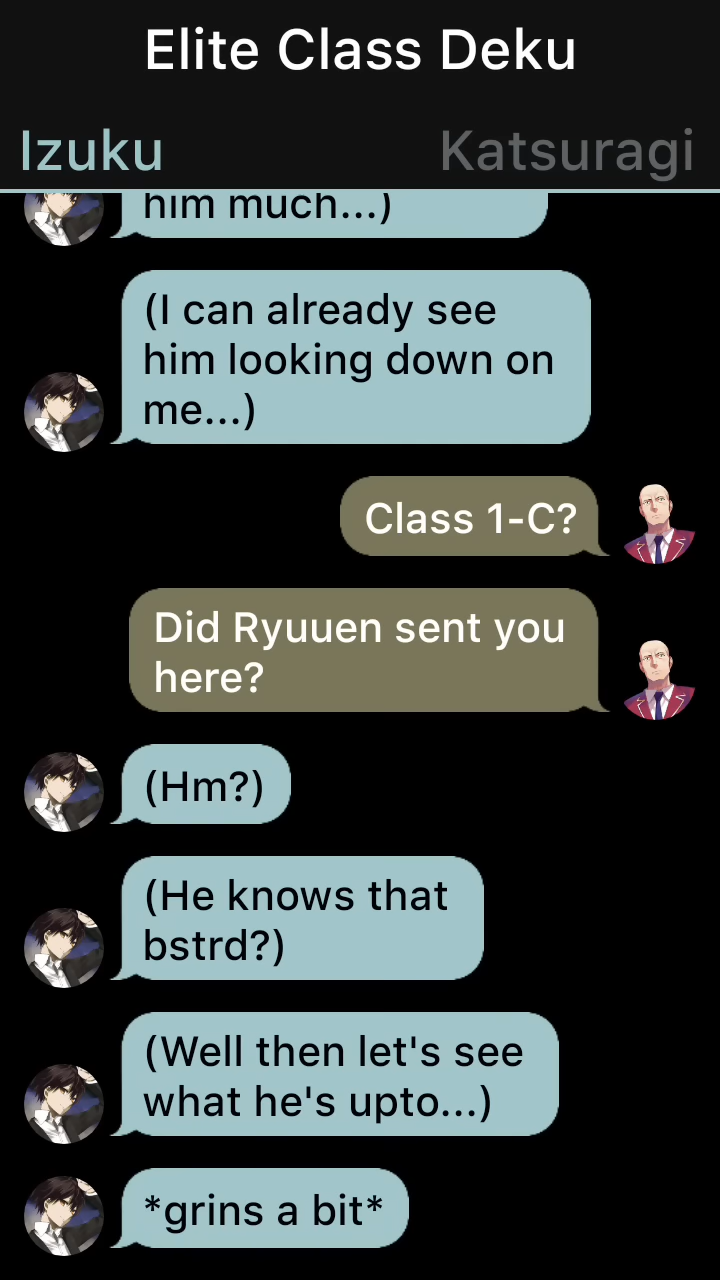 Elite Class Deku
Izuku
Katsuragi
him much...)
(I can already see
him looking down on
me...)
Class 1-C?
Did Ryuuen sent you
here?
(Hm?)
(He knows that
bstrd?)
(Well then let's see
what he's upto...)
*grins a bit*